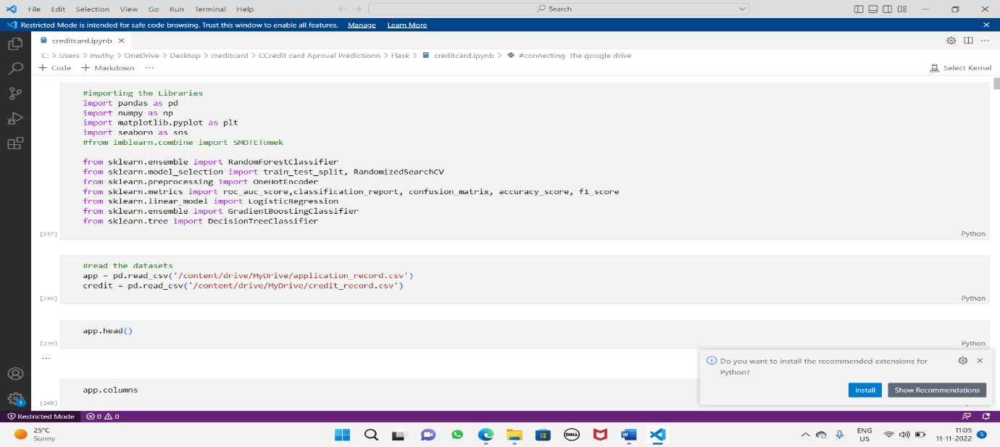 File Edit Selection View Go Run Terminal Help
Search
Restricted Mode is intended for safe code browsing. Trust this window to enable all features. Manage Learn More
creditcard.ipynb
C: > Users > muthy > OneDrive > Desktop > creditcard > CCredit card Aproval Predictionn > Flask > creditcard.ipynb > #connecting the google drive
+ Code + Markdown ...
Select Kernel
#importing the Libraries
import pandas as pd
import numpy as np
import matplotlib.pyplot as plt
import seaborn as sns
#from imblearn.combine import SMOTETomek
from sklearn.ensemble import RandomForestClassifier
from sklearn.model_selection import train_test_split, RandomizedSearchCV
from sklearn.preprocessing import OneHotEncoder
from sklearn.metrics import roc_auc_score,classification_report, confusion_matrix, accuracy_score, f1_score
from sklearn.linear_model import LogisticRegression
from sklearn.ensemble import GradientBoostingClassifier
from sklearn.tree import DecisionTreeClassifier
[237] Python
#read the datasets
app = pd.read_csv('/content/drive/MyDrive/application_record.csv')
credit = pd.read_csv('/content/drive/MyDrive/credit_record.csv')
[238] Python
app.head()
[239] Python
...
app.columns
[240]
Do you want to install the recommended extensions for
Python?
Install Show Recommendations
Restricted Mode 0 0
25°C
Sunny
DELL
ENG
US
11:05
11-11-2022
5